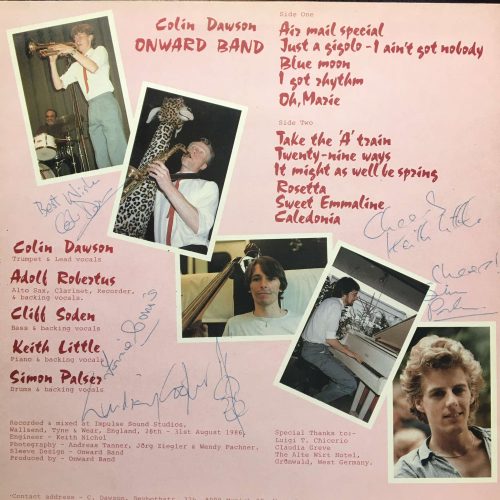 Colin Dawson
ONWARD BAND
Side One
Air mail special
Just a gigolo - I ain't got nobody
Blue moon
I got rhythm
Oh, Marie
Side Two
Take the 'A' train
Twenty-nine ways
It might as well be spring
Rosetta
Sweet Emmaline
Caledonia
Best Wishes
Cheers!
Keith Little
Cheers!
Colin Dawson
Trumpet & Lead vocals
Adolf Robertus
Alto Sax, Clarinet, Recorder,
& backing vocals.
Cliff Soden
Bass & backing vocals
Keith Little
Piano & backing vocals
Simon Palser
Drums & backing vocals
Recorded & mixed at Impulse Sound Studios,
Wallsend, Tyne & Wear, England, 26th - 31st August 1986.
Engineer - Keith Nichol
Photography - Andreas Tanner, Jörg Ziegler & Wendy Pachner.
Sleeve Design - Onward Band
Produced by - Onward Band
Special Thanks to:-
Luigi T. Chicerio
Claudia Greve
The Alte Wirt Hotel,
Grünwald, West Germany.
Contact address - C. Dawson,